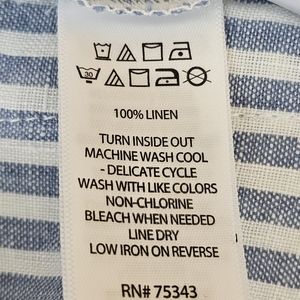 30
100% LINEN
TURN INSIDE OUT
MACHINE WASH COOL
- DELICATE CYCLE
WASH WITH LIKE COLORS
NON-CHLORINE
BLEACH WHEN NEEDED
LINE DRY
LOW IRON ON REVERSE
RN# 75343